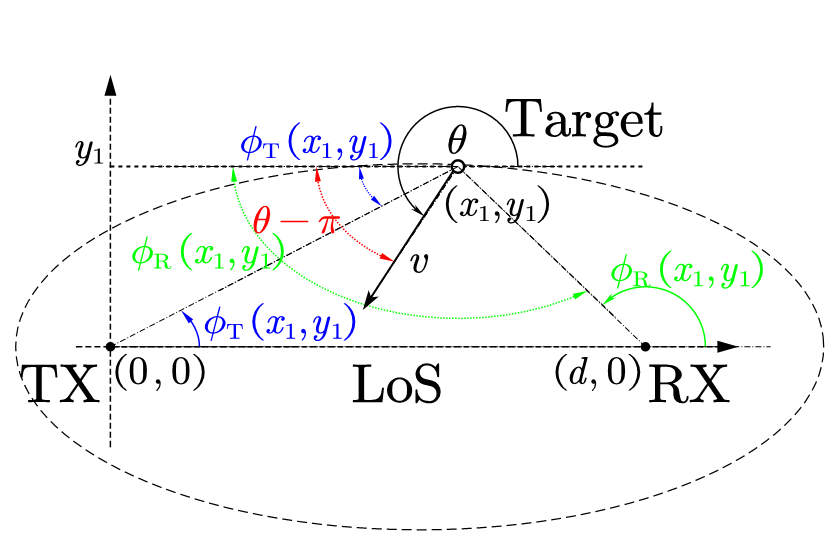 Target
θ
ϕ_T(x₁, y₁)
y₁
(x₁, y₁)
θ − π
ϕ_R(x₁, y₁)
v
ϕ_R(x₁, y₁)
ϕ_T(x₁, y₁)
TX
(0, 0)
LoS
(d, 0)
RX